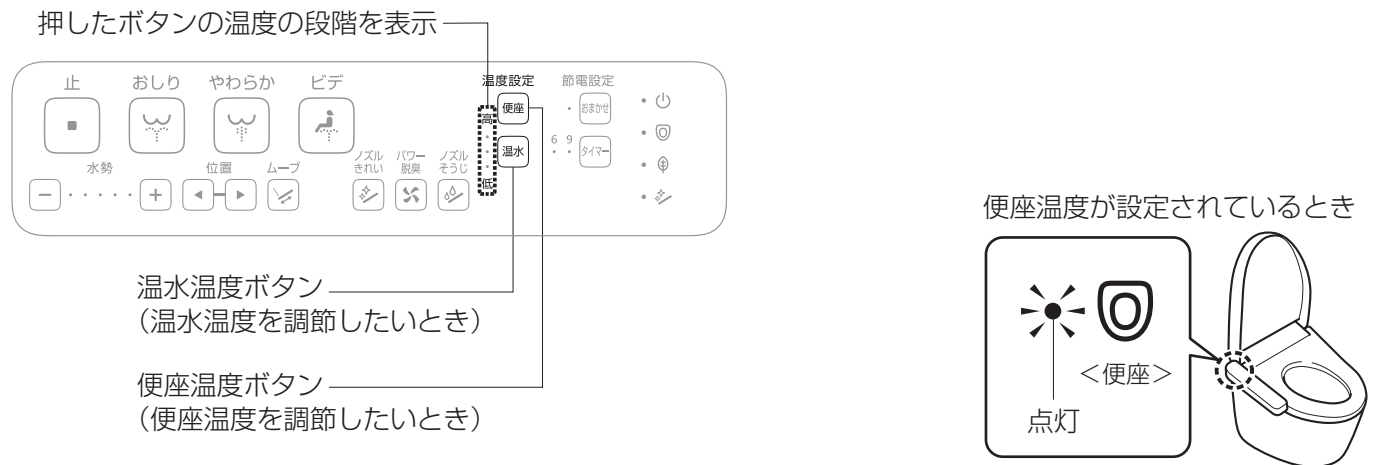 押したボタンの温度の段階を表示
止 おしり やわらか ビデ
温度設定 節電設定
便座 おまかせ
高
6 9
温水 タイマー
低
水勢 位置 ムーブ
ノズル パワー ノズル
きれい 脱臭 そうじ
温水温度ボタン
（温水温度を調節したいとき）
便座温度ボタン
（便座温度を調節したいとき）
便座温度が設定されているとき
＜便座＞
点灯